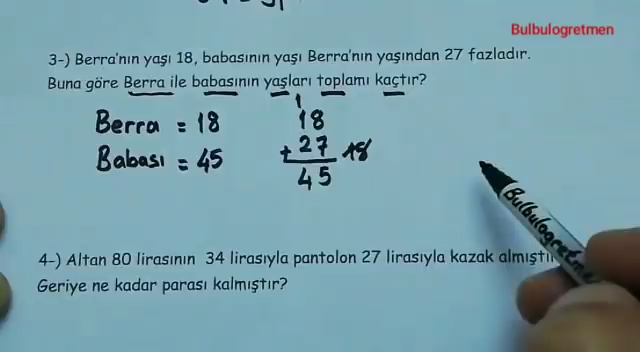 Bulbulogretmen
3-) Berra'nın yaşı 18, babasının yaşı Berra'nın yaşından 27 fazladır.
Buna göre Berra ile babasının yaşları toplamı kaçtır?
Berra = 18
Babası = 45
1
18
+ 27
45
18
Bulbulogretmen
4-) Altan 80 lirasının 34 lirasıyla pantolon 27 lirasıyla kazak almıştır
Geriye ne kadar parası kalmıştır?